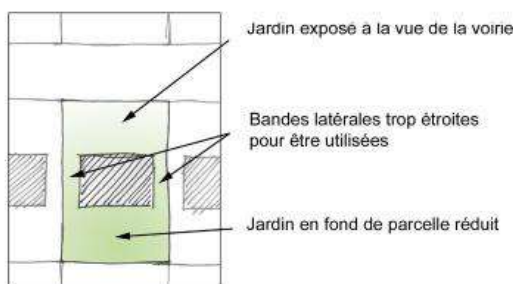 Jardin exposé à la vue de la voirie
Bandes latérales trop étroites
pour être utilisées
Jardin en fond de parcelle réduit